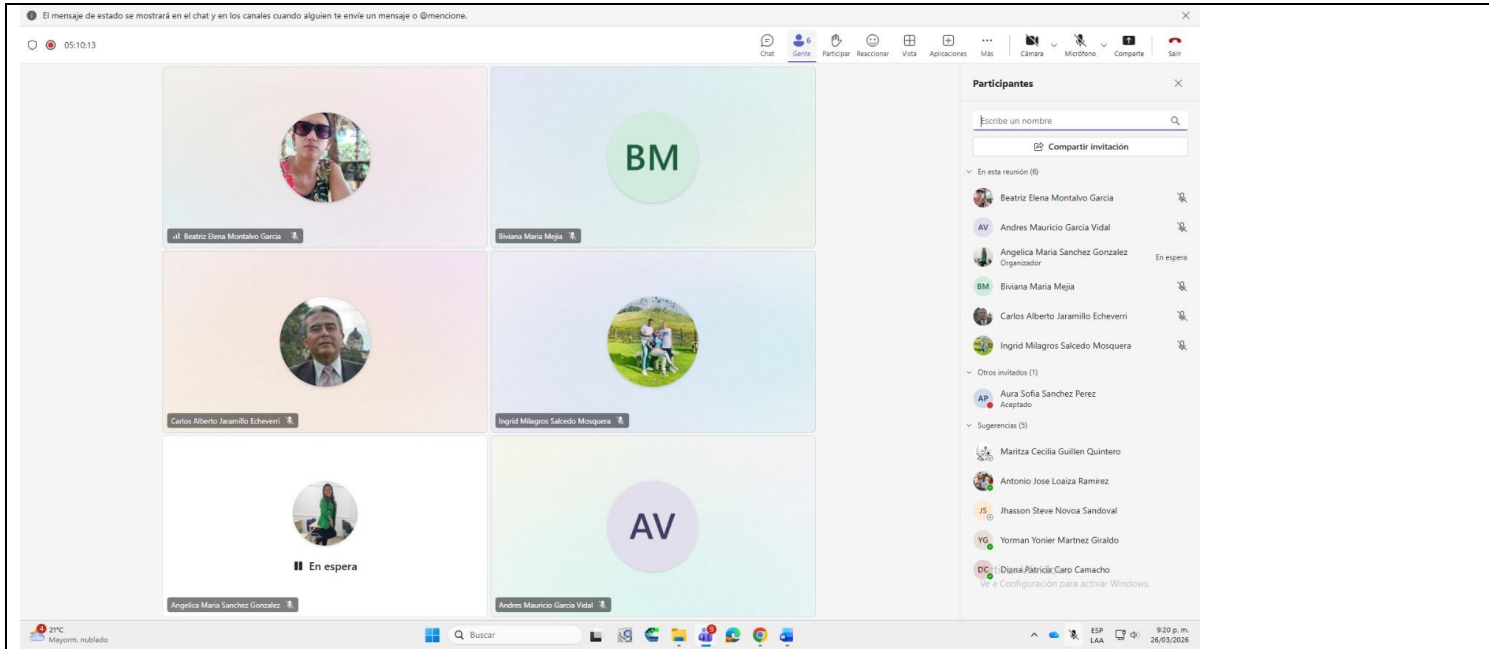 El mensaje de estado se mostrará en el chat y en los canales cuando alguien te envíe un mensaje o @mencione.
05:10:13
6
Chat
Gente
Participar
Reaccionar
Vista
Aplicaciones
Más
Cámara
Micrófono
Comparte
Salir
Beatriz Elena Montalvo Garcia
BM
Biviana Maria Mejia
Carlos Alberto Jaramillo Echeverri
Ingrid Milagros Salcedo Mosquera
En espera
Angelica Maria Sanchez Gonzalez
AV
Andres Mauricio Garcia Vidal
Participantes
Escribe un nombre
Compartir invitación
En esta reunión (6)
Beatriz Elena Montalvo Garcia
AV Andres Mauricio Garcia Vidal
Angelica Maria Sanchez Gonzalez
Organizador
En espera
BM Biviana Maria Mejia
Carlos Alberto Jaramillo Echeverri
Ingrid Milagros Salcedo Mosquera
Otros invitados (1)
AP Aura Sofia Sanchez Perez
Aceptado
Sugerencias (5)
Maritza Cecilia Guillen Quintero
Antonio Jose Loaiza Ramirez
JS Jhasson Steve Novoa Sandoval
YG Yorman Yonier Martnez Giraldo
DC Diana Patricia Caro Camacho
Ve a Configuración para activar Windows.
4
21°C
Mayorm. nublado
Buscar
9
ESP
LAA
9:20 p. m.
26/03/2026